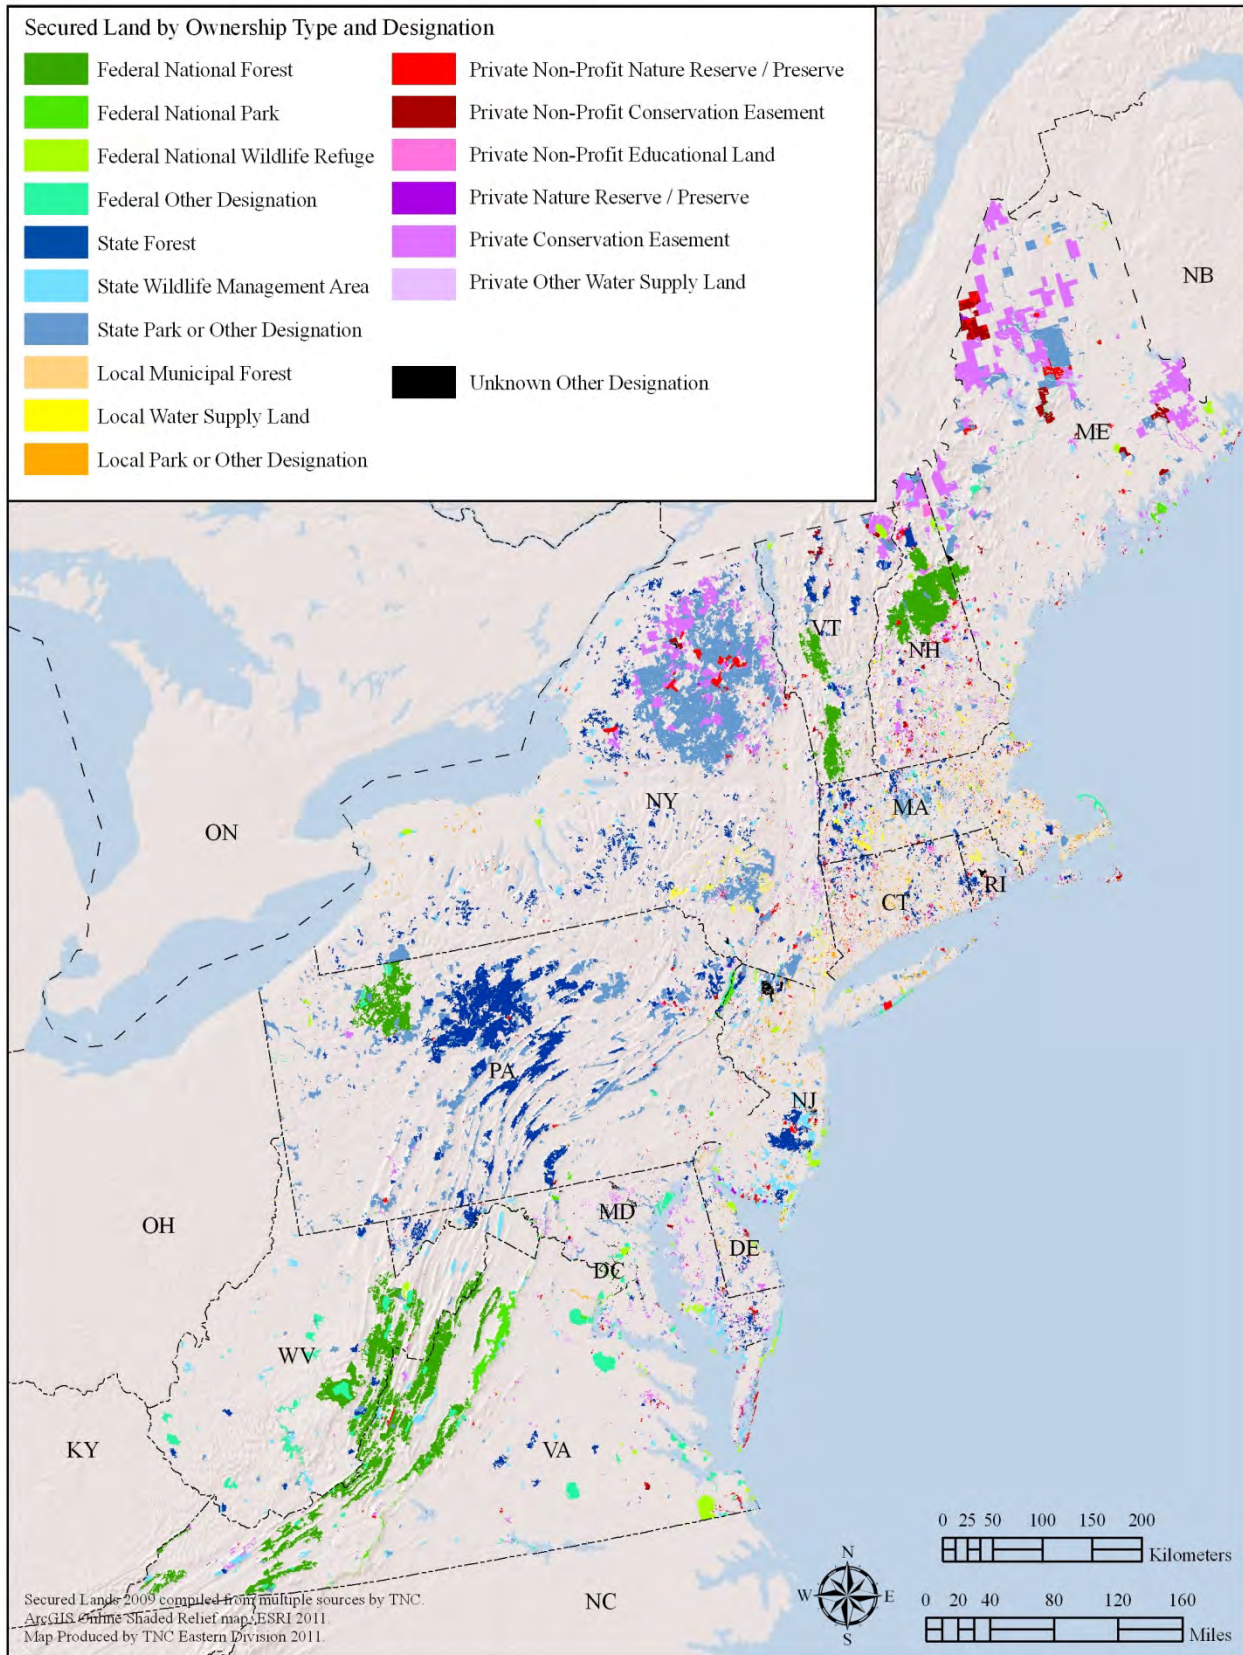 Secured Land by Ownership Type and Designation
Federal National Forest
Federal National Park
Federal National Wildlife Refuge
Federal Other Designation
State Forest
State Wildlife Management Area
State Park or Other Designation
Local Municipal Forest
Local Water Supply Land
Local Park or Other Designation
Private Non-Profit Nature Reserve / Preserve
Private Non-Profit Conservation Easement
Private Non-Profit Educational Land
Private Nature Reserve / Preserve
Private Conservation Easement
Private Other Water Supply Land
Unknown Other Designation
NB
ME
VT
NH
NY
MA
ON
CT
RI
PA
NJ
OH
MD
DE
DC
WV
KY
VA
NC
N
W
E
S
0 25 50 100 150 200
Kilometers
0 20 40 80 120 160
Miles
Secured Lands 2009 compiled from multiple sources by TNC.
ArcGIS Online Shaded Relief map, ESRI 2011.
Map Produced by TNC Eastern Division 2011.